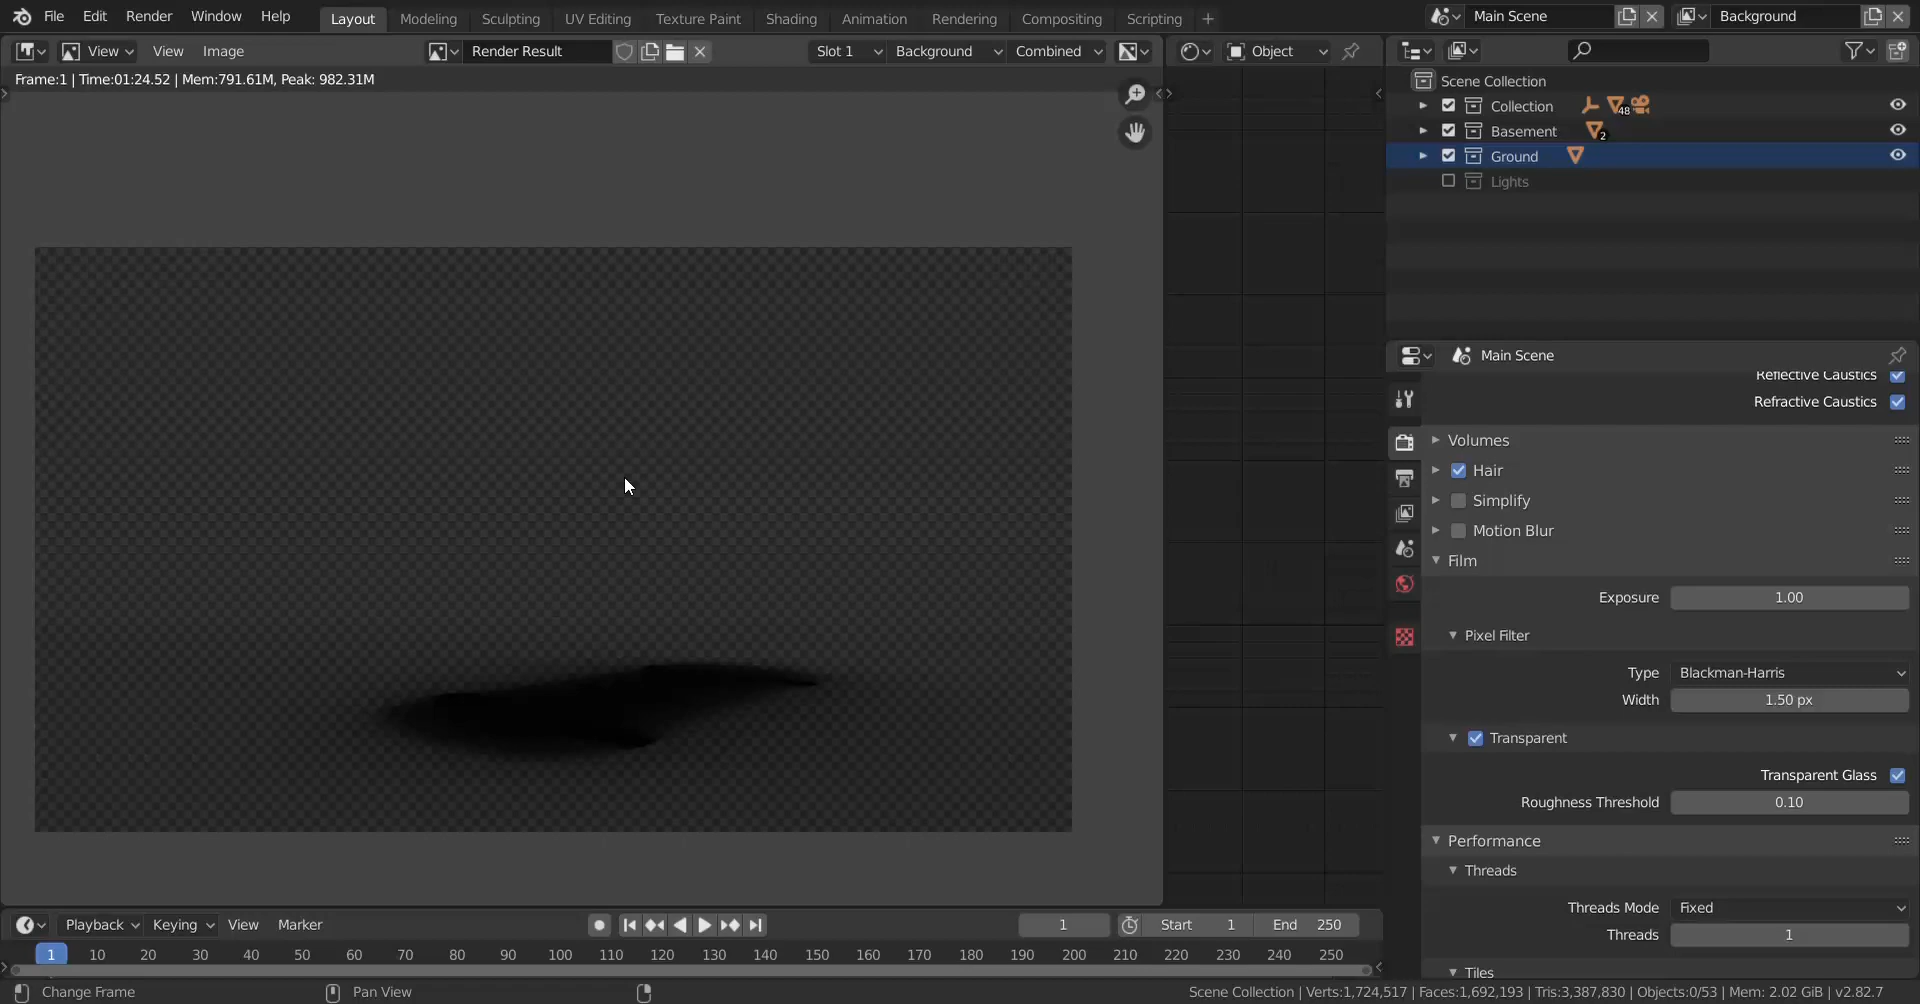 File Edit Render Window Help Layout Modeling Sculpting UV Editing Texture Paint Shading Animation Rendering Compositing Scripting + Main Scene Background
View View Image Render Result Slot 1 Background Combined Object
Frame:1 | Time:01:24.52 | Mem:791.61M, Peak: 982.31M
Scene Collection
Collection 48
Basement 2
Ground
Lights
Main Scene
Reflective Caustics
Refractive Caustics
Volumes
Hair
Simplify
Motion Blur
Film
Exposure 1.00
Pixel Filter
Type Blackman-Harris
Width 1.50 px
Transparent
Transparent Glass
Roughness Threshold 0.10
Performance
Threads
Threads Mode Fixed
Threads 1
Tiles
Playback Keying View Marker 1 Start 1 End 250
1 10 20 30 40 50 60 70 80 90 100 110 120 130 140 150 160 170 180 190 200 210 220 230 240 250
Change Frame Pan View Scene Collection | Verts:1,724,517 | Faces:1,692,193 | Tris:3,387,830 | Objects:0/53 | Mem: 2.02 GiB | v2.82.7